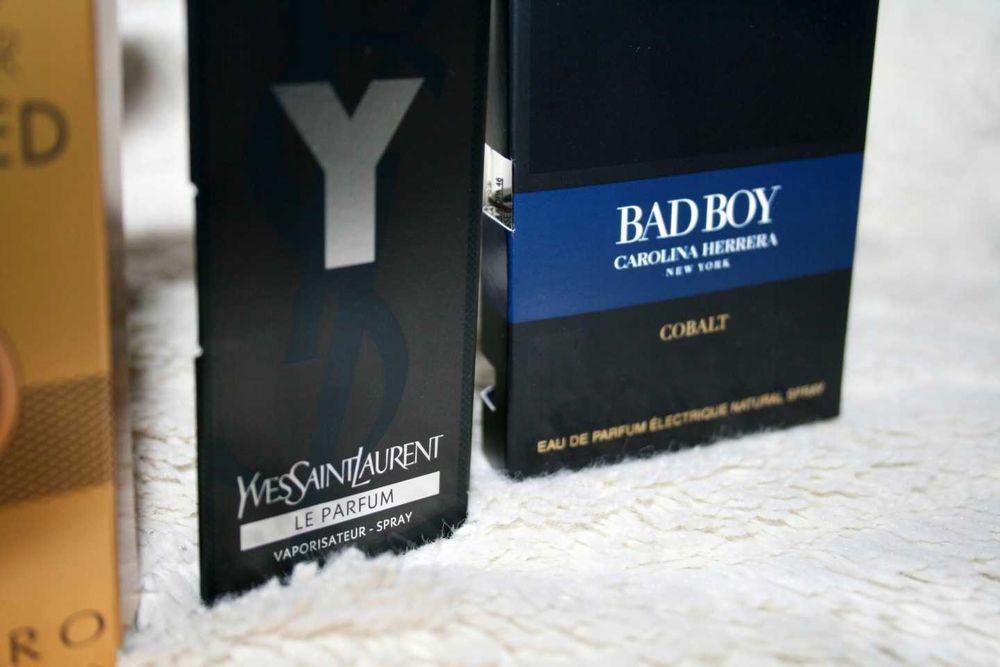 ED
RO
Y
YVESSAINTLAURENT
LE PARFUM
VAPORISATEUR - SPRAY
BAD BOY
CAROLINA HERRERA
NEW YORK
COBALT
EAU DE PARFUM ÉLECTRIQUE NATURAL SPRAY